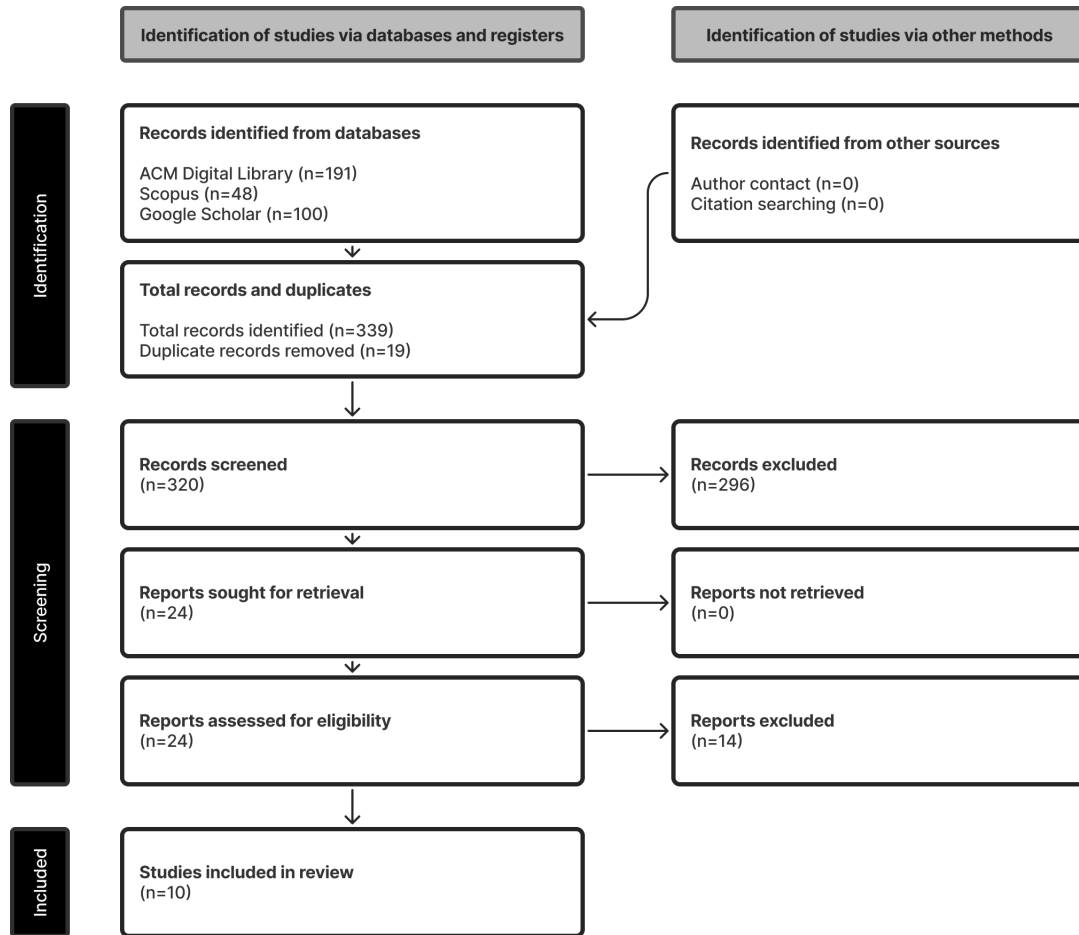 Identification of studies via databases and registers
Identification of studies via other methods
Identification
Records identified from databases
ACM Digital Library (n=191)
Scopus (n=48)
Google Scholar (n=100)
Records identified from other sources
Author contact (n=0)
Citation searching (n=0)
Total records and duplicates
Total records identified (n=339)
Duplicate records removed (n=19)
Screening
Records screened
(n=320)
Records excluded
(n=296)
Reports sought for retrieval
(n=24)
Reports not retrieved
(n=0)
Reports assessed for eligibility
(n=24)
Reports excluded
(n=14)
Included
Studies included in review
(n=10)